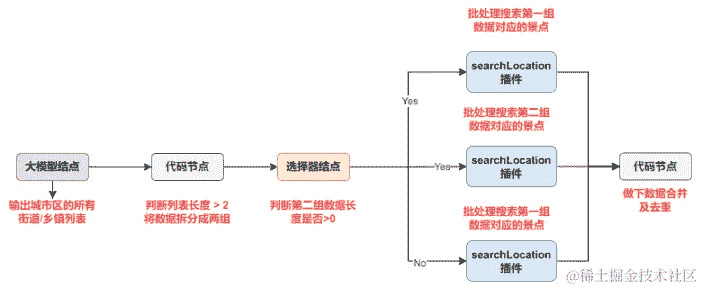 批处理搜索第一组
数据对应的景点
searchLocation
插件
Yes
批处理搜索第二组
数据对应的景点
大模型结点
代码节点
选择器结点
Yes
searchLocation
插件
代码节点
输出城市区的所有
街道/乡镇列表
判断列表长度 > 2
将数据拆分成两组
判断第二组数据长
度是否>0
做下数据合并
及去重
批处理搜索第一组
数据对应的景点
No
searchLocation
插件
@稀土掘金技术社区